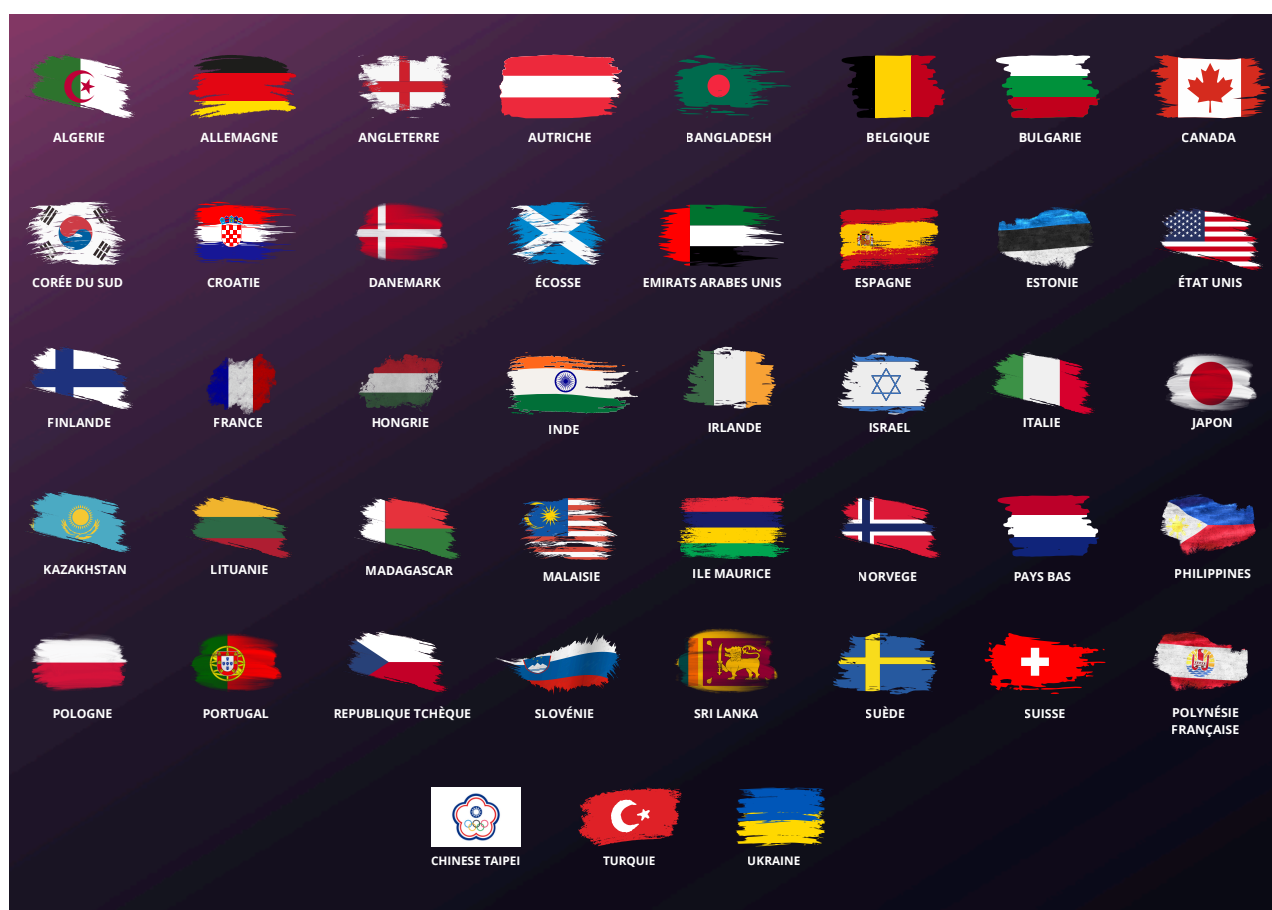 ALGERIE
ALLEMAGNE
ANGLETERRE
AUTRICHE
BANGLADESH
BELGIQUE
BULGARIE
CANADA
CORÉE DU SUD
CROATIE
DANEMARK
ÉCOSSE
EMIRATS ARABES UNIS
ESPAGNE
ESTONIE
ÉTAT UNIS
FINLANDE
FRANCE
HONGRIE
INDE
IRLANDE
ISRAEL
ITALIE
JAPON
KAZAKHSTAN
LITUANIE
MADAGASCAR
MALAISIE
ILE MAURICE
NORVEGE
PAYS BAS
PHILIPPINES
POLOGNE
PORTUGAL
REPUBLIQUE TCHÈQUE
SLOVÉNIE
SRI LANKA
SUÈDE
SUISSE
POLYNÉSIE
FRANÇAISE
CHINESE TAIPEI
TURQUIE
UKRAINE